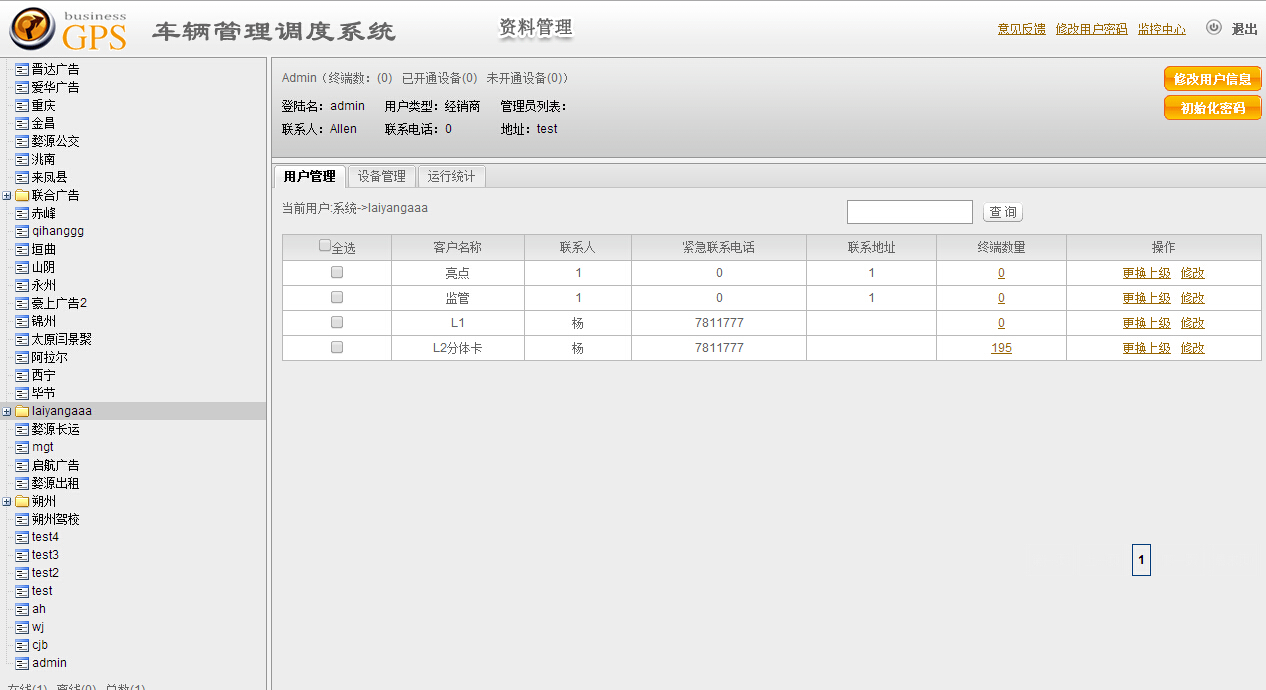 business
GPS
车辆管理调度系统
资料管理
意见反馈 修改用户密码 监控中心 退出
晋达广告
爱华广告
重庆
金昌
婺源公交
洮南
来凤县
联合广告
赤峰
qihanggg
垣曲
山阴
永州
豪上广告2
锦州
太原闫景聚
阿拉尔
西宁
毕节
laiyangaaa
婺源长运
mgt
启航广告
婺源出租
朔州
朔州驾校
test4
test3
test2
test
ah
wj
cjb
admin
在线(1) 离线(0) 总数(1)
Admin（终端数：(0) 已开通设备(0) 未开通设备(0)）
登陆名：admin 用户类型：经销商 管理员列表：
联系人：Allen 联系电话：0 地址：test
修改用户信息
初始化密码
用户管理 设备管理 运行统计
当前用户:系统->laiyangaaa
查 询
全选 客户名称 联系人 紧急联系电话 联系地址 终端数量 操作
亮点 1 0 1 0 更换上级 修改
监管 1 0 1 0 更换上级 修改
L1 杨 7811777 0 更换上级 修改
L2分体卡 杨 7811777 195 更换上级 修改
1